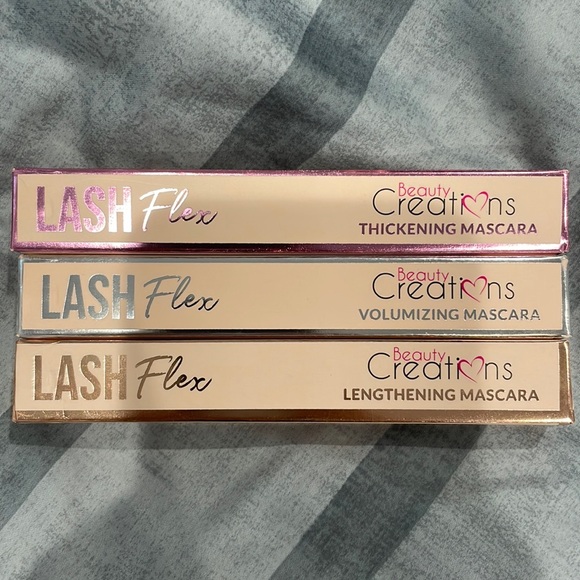 LASH Flex
Beauty
Creations
THICKENING MASCARA
LASH Flex
Beauty
Creations
VOLUMIZING MASCARA
LASH Flex
Beauty
Creations
LENGTHENING MASCARA